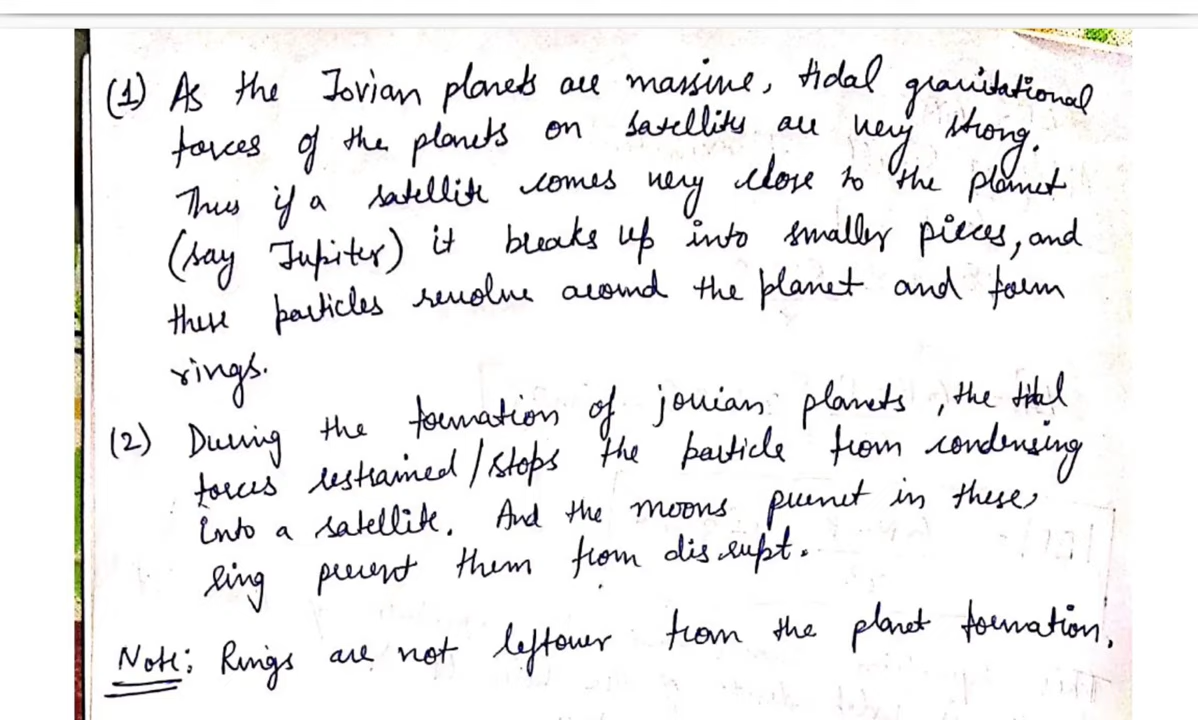 (1) As the Jovian planets are massive, tidal gravitational
forces of the planets on satellites are very strong.
Thus if a satellite comes very close to the planet
(say Jupiter) it breaks up into smaller pieces, and
these particles revolve around the planet and form
rings.
(2) During the formation of jovian planets, the tidal
forces restrained/stops the particle from condensing
into a satellite. And the moons present in these
ring prevent them from disrupt.
Note: Rings are not leftover from the planet formation.